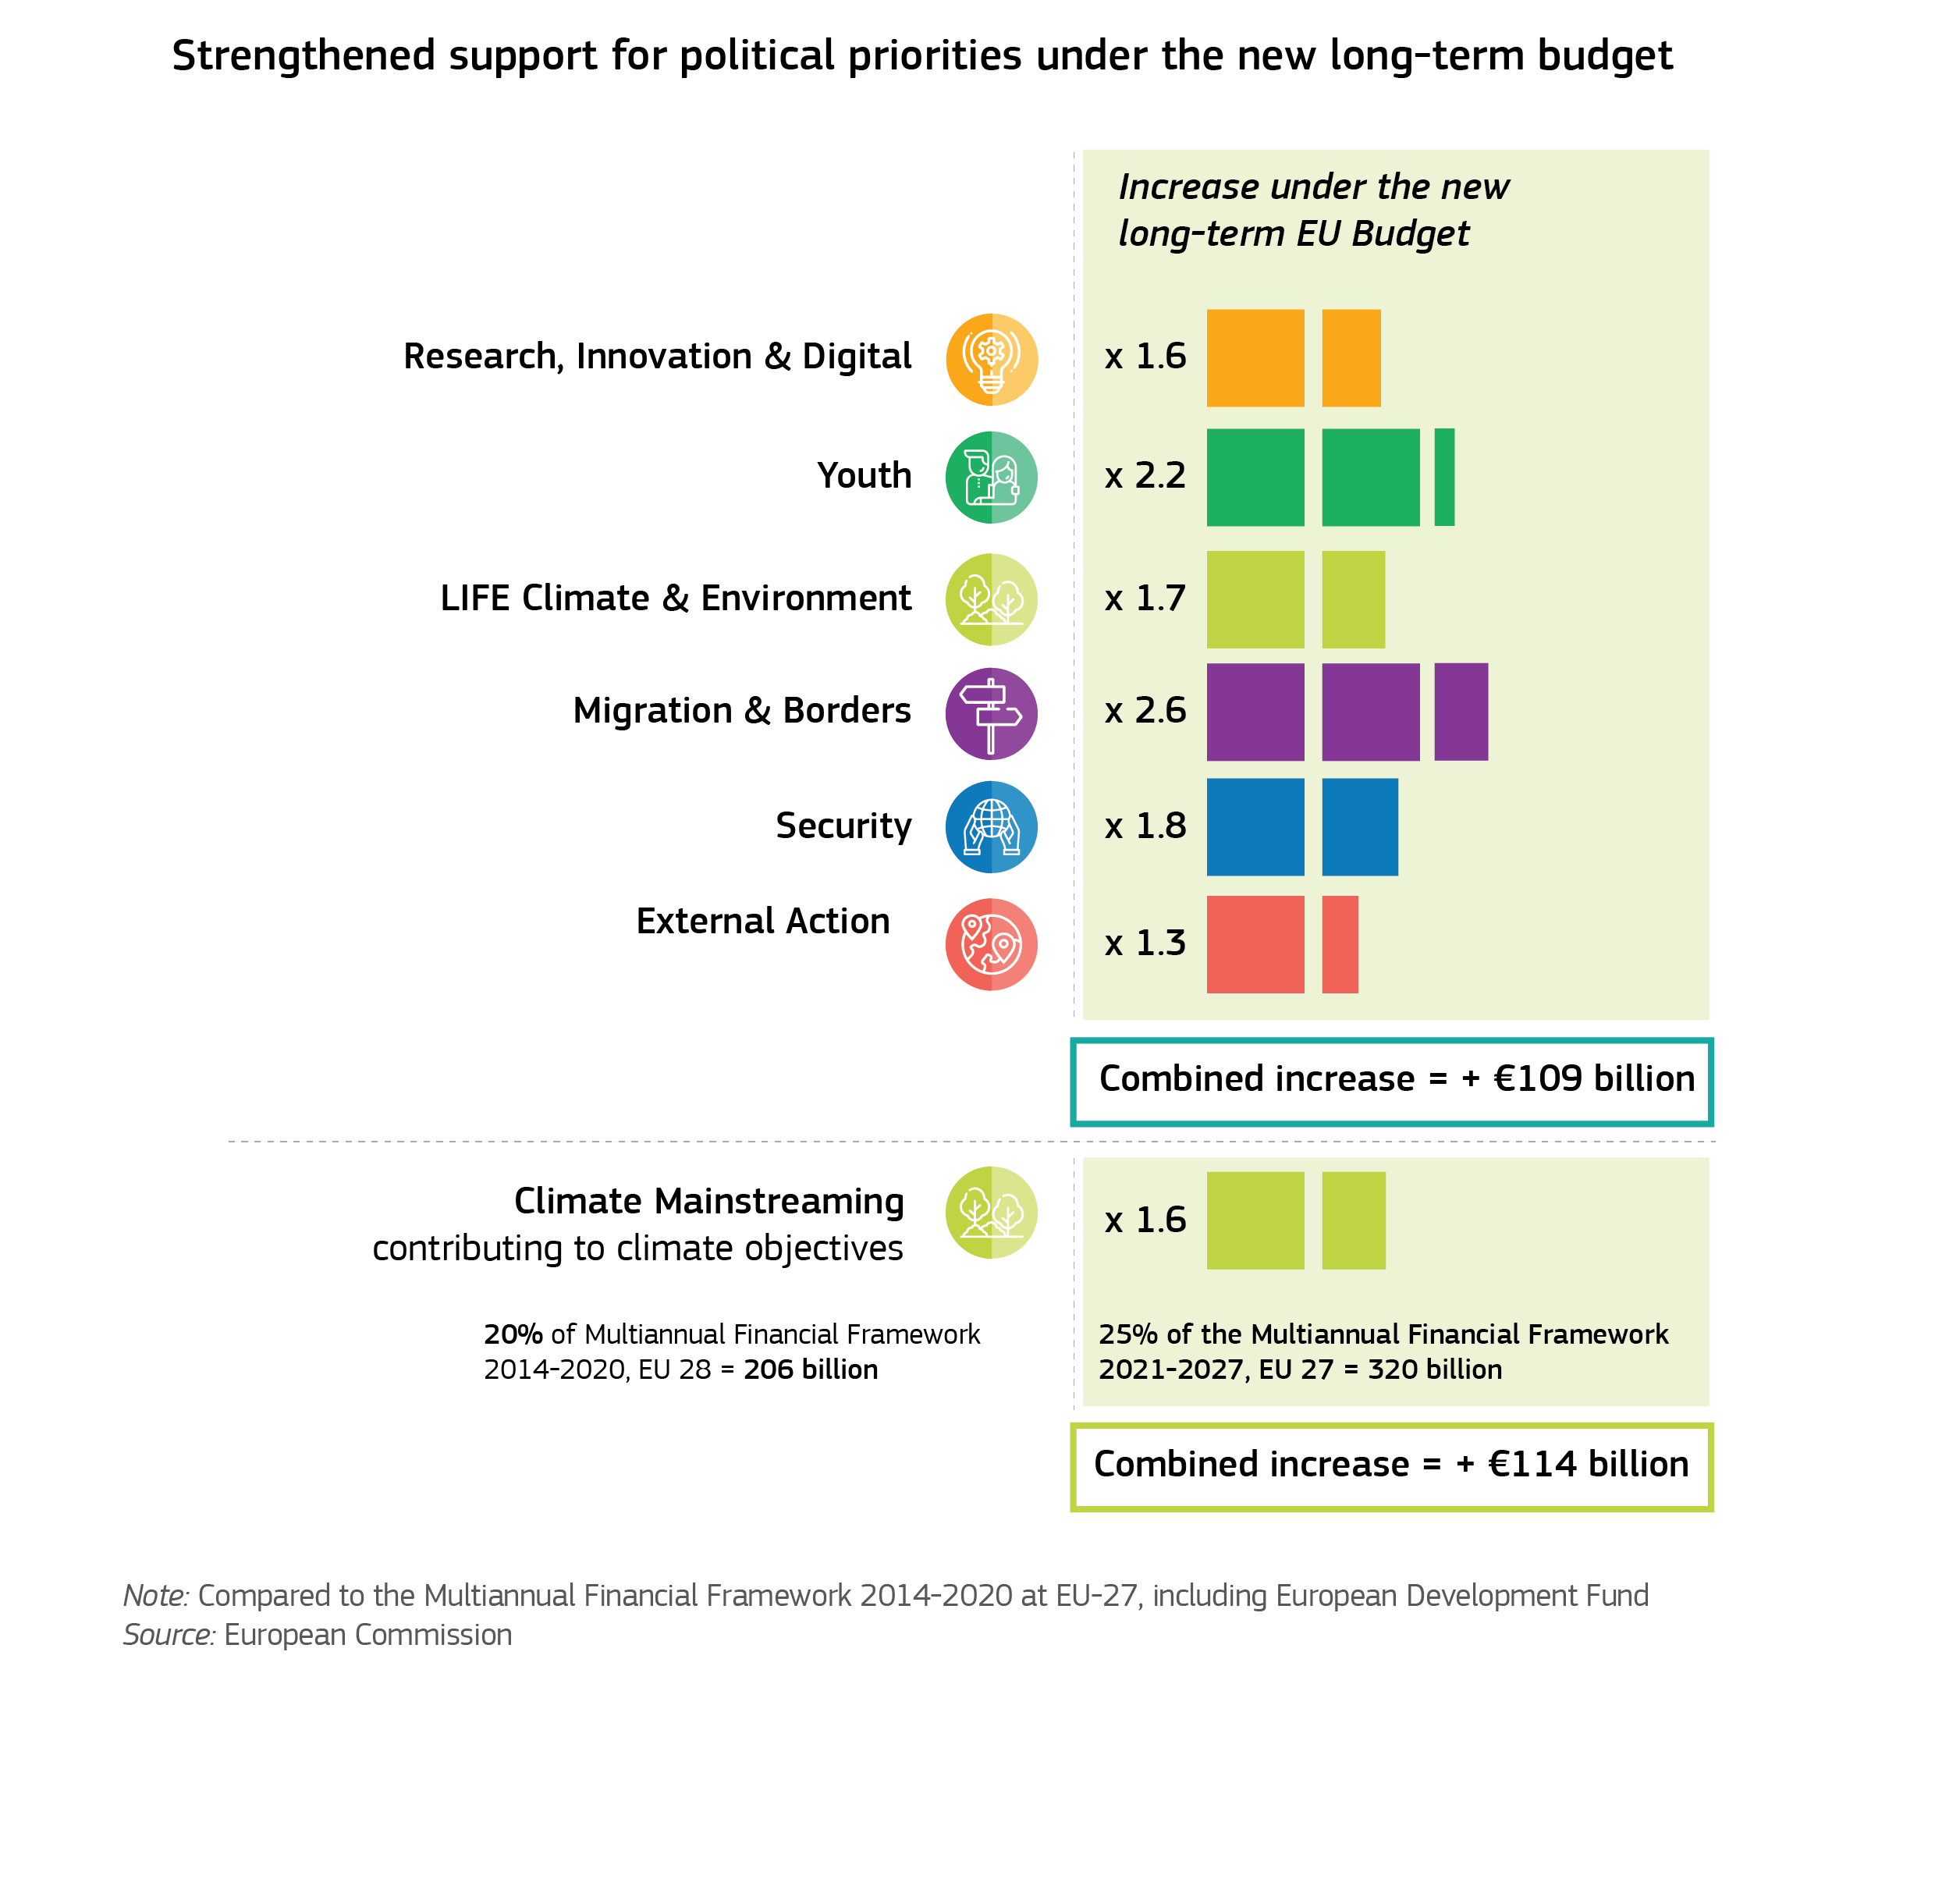 Strengthened support for political priorities under the new long-term budget
Increase under the new
long-term EU Budget
Research, Innovation & Digital
x 1.6
Youth
x 2.2
LIFE Climate & Environment
x 1.7
Migration & Borders
x 2.6
Security
x 1.8
External Action
x 1.3
Combined increase = + €109 billion
Climate Mainstreaming
contributing to climate objectives
x 1.6
20% of Multiannual Financial Framework
2014-2020, EU 28 = 206 billion
25% of the Multiannual Financial Framework
2021-2027, EU 27 = 320 billion
Combined increase = + €114 billion
Note: Compared to the Multiannual Financial Framework 2014-2020 at EU-27, including European Development Fund
Source: European Commission